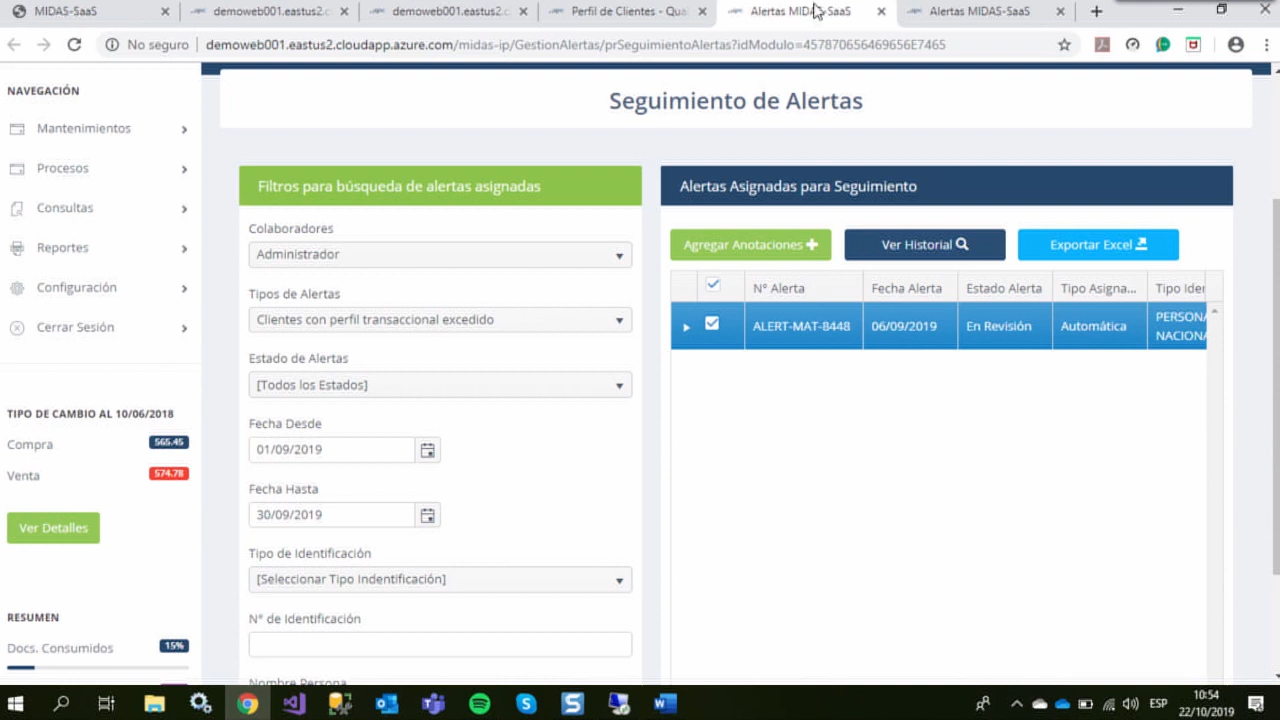 MIDAS-SaaS
demoweb001.eastus2.c
demoweb001.eastus2.c
Perfil de Clientes - Qua
Alertas MIDAS-SaaS
Alertas MIDAS-SaaS
No seguro
demoweb001.eastus2.cloudapp.azure.com/midas-ip/GestionAlertas/prSeguimientoAlertas?idModulo=457870656469656E7465
NAVEGACIÓN
Mantenimientos
Procesos
Consultas
Reportes
Configuración
Cerrar Sesión
TIPO DE CAMBIO AL 10/06/2018
Compra 565.45
Venta 574.78
Ver Detalles
RESUMEN
Docs. Consumidos 15%
Seguimiento de Alertas
Filtros para búsqueda de alertas asignadas
Colaboradores
Administrador
Tipos de Alertas
Clientes con perfil transaccional excedido
Estado de Alertas
[Todos los Estados]
Fecha Desde
01/09/2019
Fecha Hasta
30/09/2019
Tipo de Identificación
[Seleccionar Tipo Indentificación]
N° de Identificación
Nombre Persona
Alertas Asignadas para Seguimiento
Agregar Anotaciones
Ver Historial
Exportar Excel
N° Alerta Fecha Alerta Estado Alerta Tipo Asigna... Tipo Iden
ALERT-MAT-8448 06/09/2019 En Revisión Automática PERSONA
NACIONA
ESP
10:54
22/10/2019